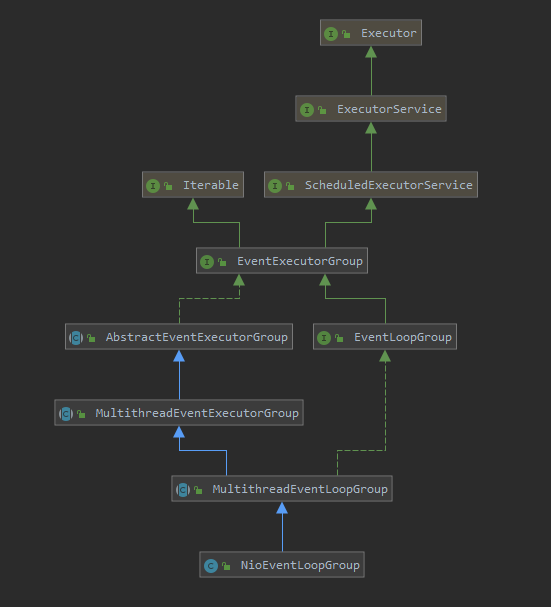 Executor
ExecutorService
Iterable
ScheduledExecutorService
EventExecutorGroup
AbstractEventExecutorGroup
EventLoopGroup
MultithreadEventExecutorGroup
MultithreadEventLoopGroup
NioEventLoopGroup